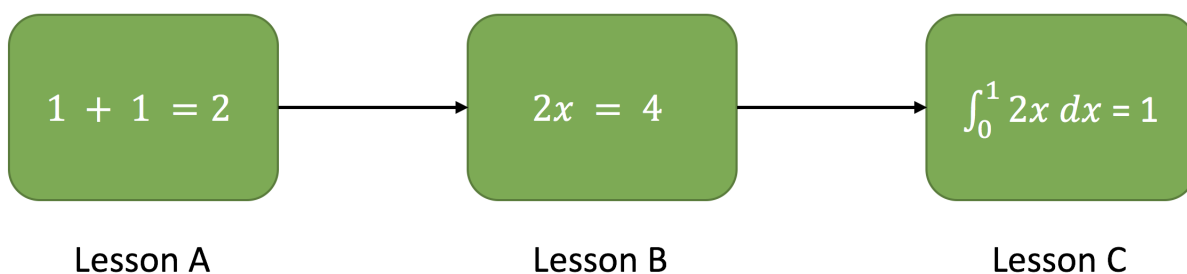 1 + 1 = 2
2x = 4
∫₀¹ 2x dx = 1
Lesson A
Lesson B
Lesson C